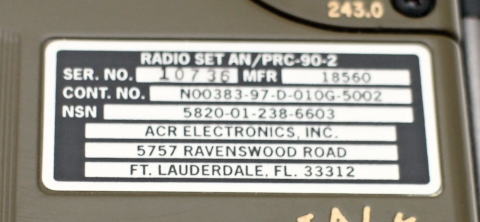 243.0
RADIO SET AN/PRC-90-2
SER. NO. 10736 MFR 18560
CONT. NO. N00383-97-D-010G-5002
NSN 5820-01-238-6603
ACR ELECTRONICS, INC.
5757 RAVENSWOOD ROAD
FT. LAUDERDALE, FL. 33312